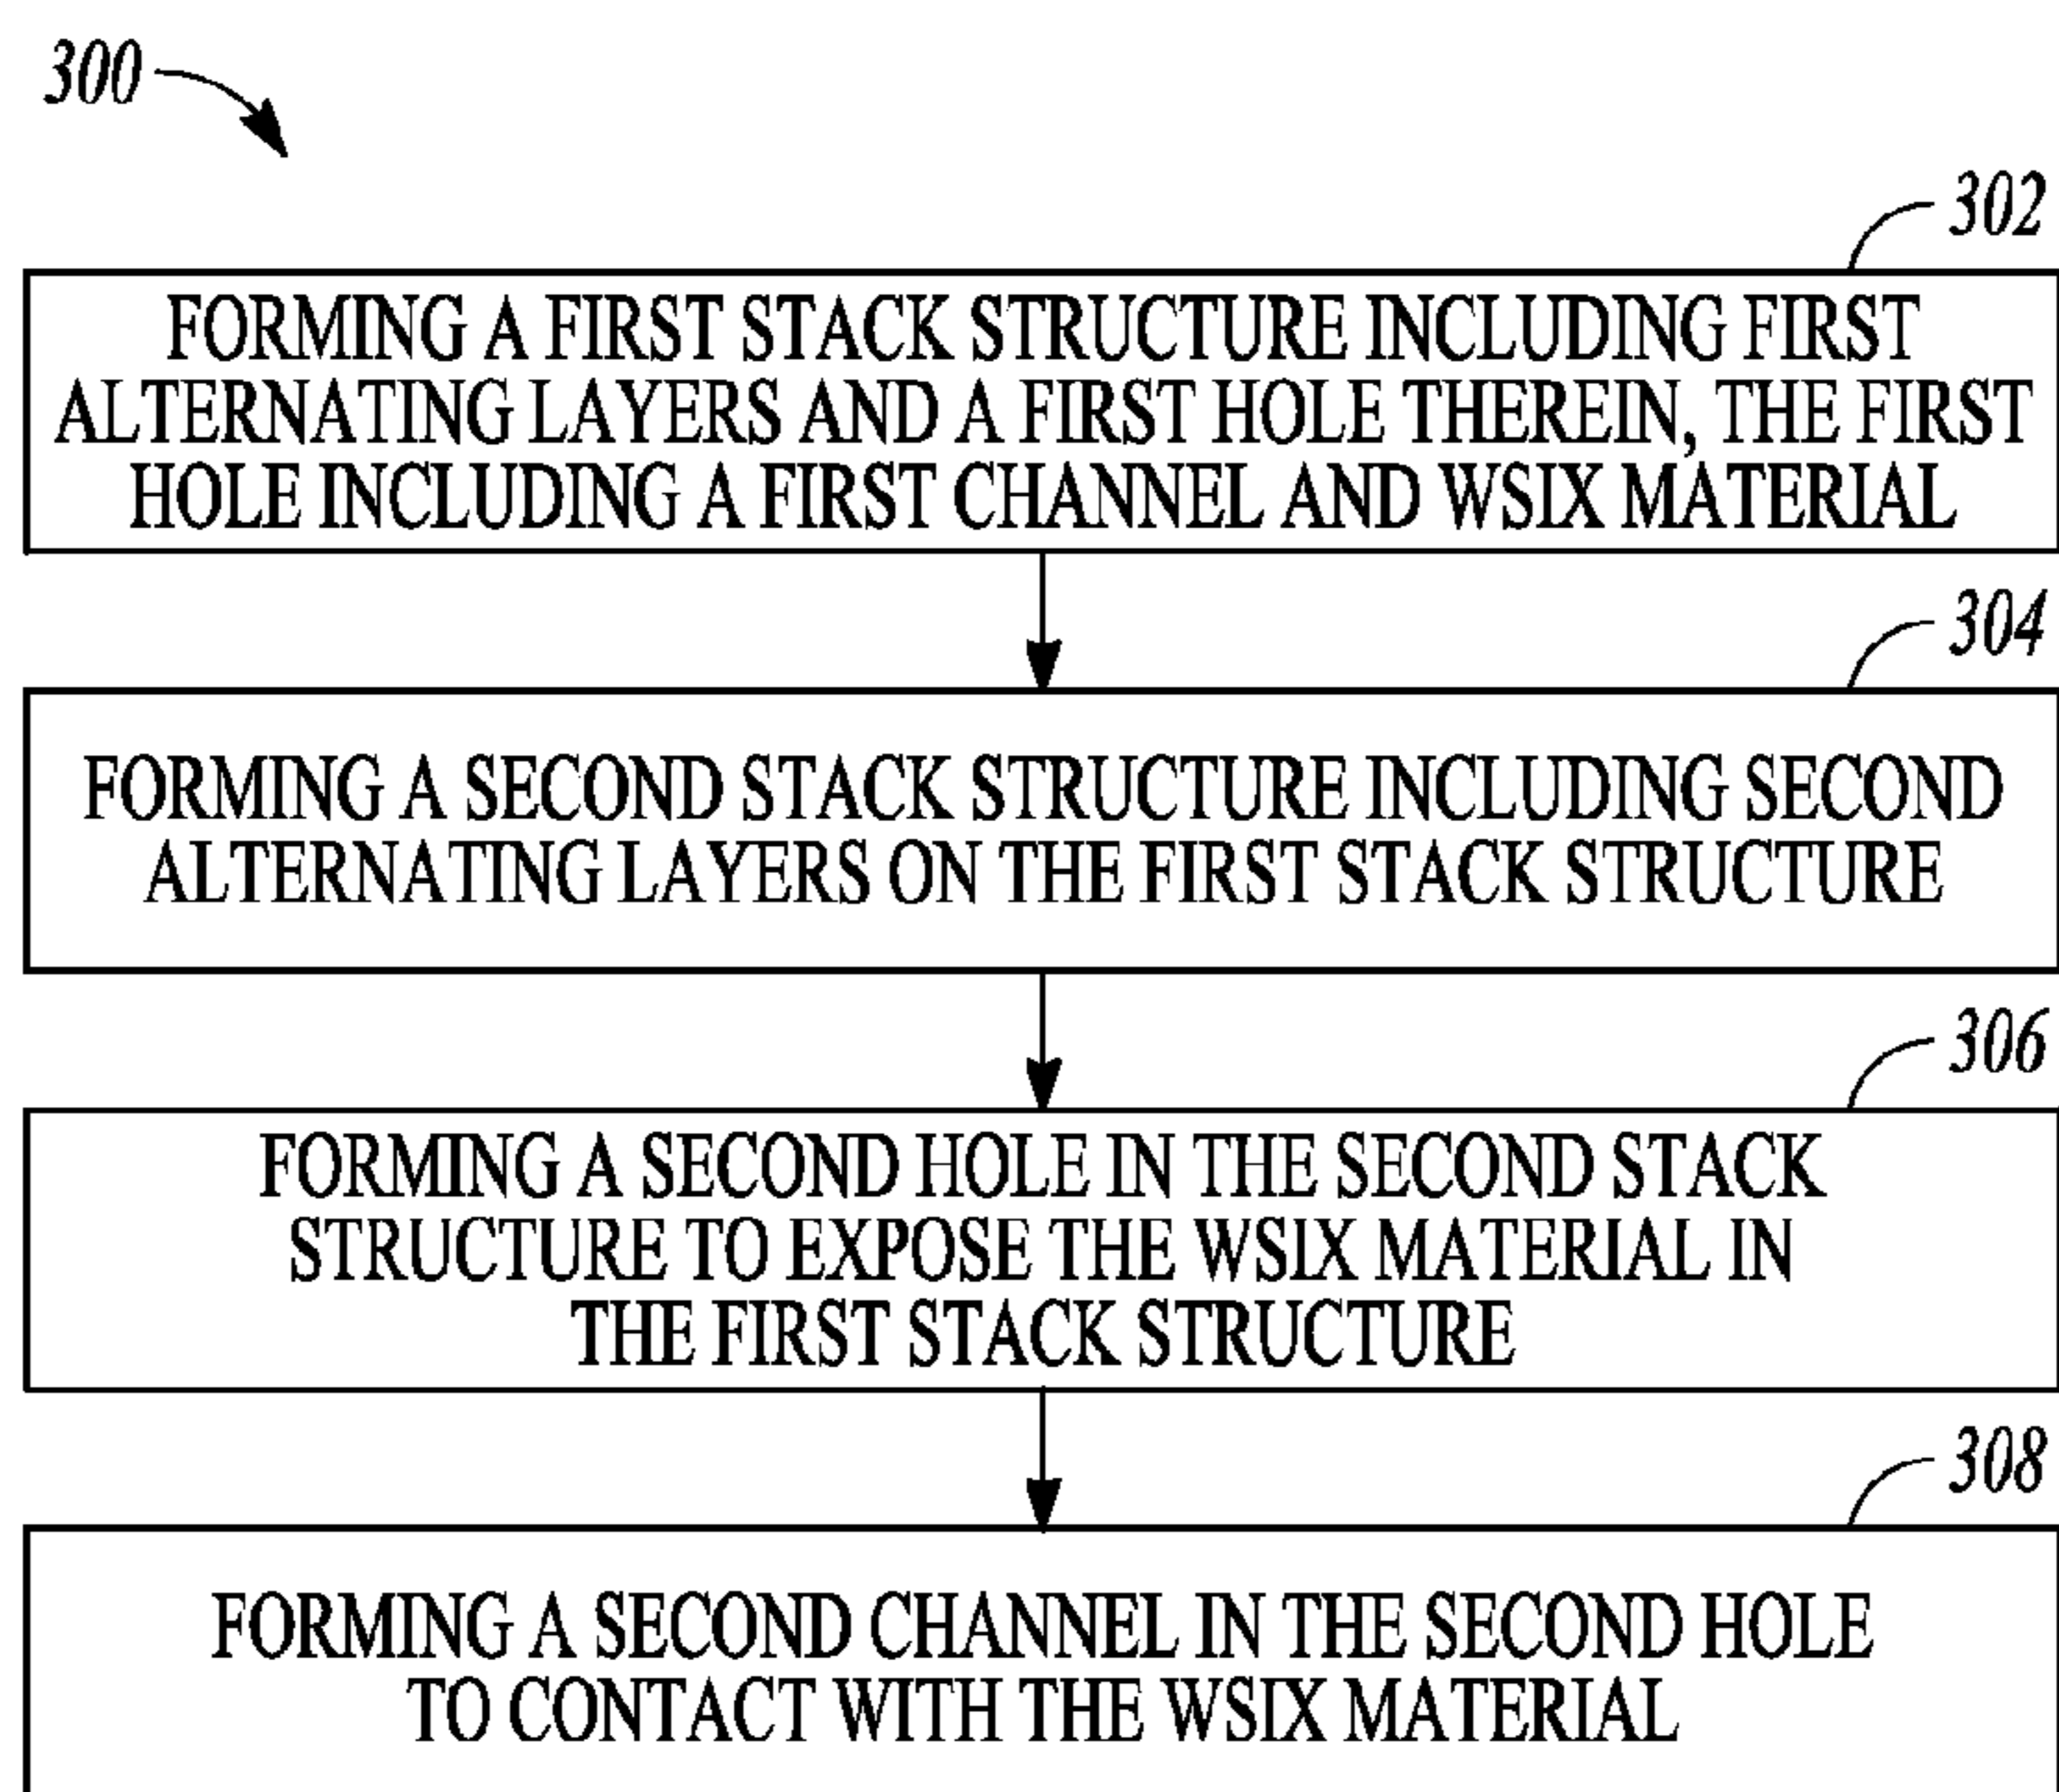 300
302
FORMING A FIRST STACK STRUCTURE INCLUDING FIRST
ALTERNATING LAYERS AND A FIRST HOLE THEREIN, THE FIRST
HOLE INCLUDING A FIRST CHANNEL AND WSIX MATERIAL
304
FORMING A SECOND STACK STRUCTURE INCLUDING SECOND
ALTERNATING LAYERS ON THE FIRST STACK STRUCTURE
306
FORMING A SECOND HOLE IN THE SECOND STACK
STRUCTURE TO EXPOSE THE WSIX MATERIAL IN
THE FIRST STACK STRUCTURE
308
FORMING A SECOND CHANNEL IN THE SECOND HOLE
TO CONTACT WITH THE WSIX MATERIAL